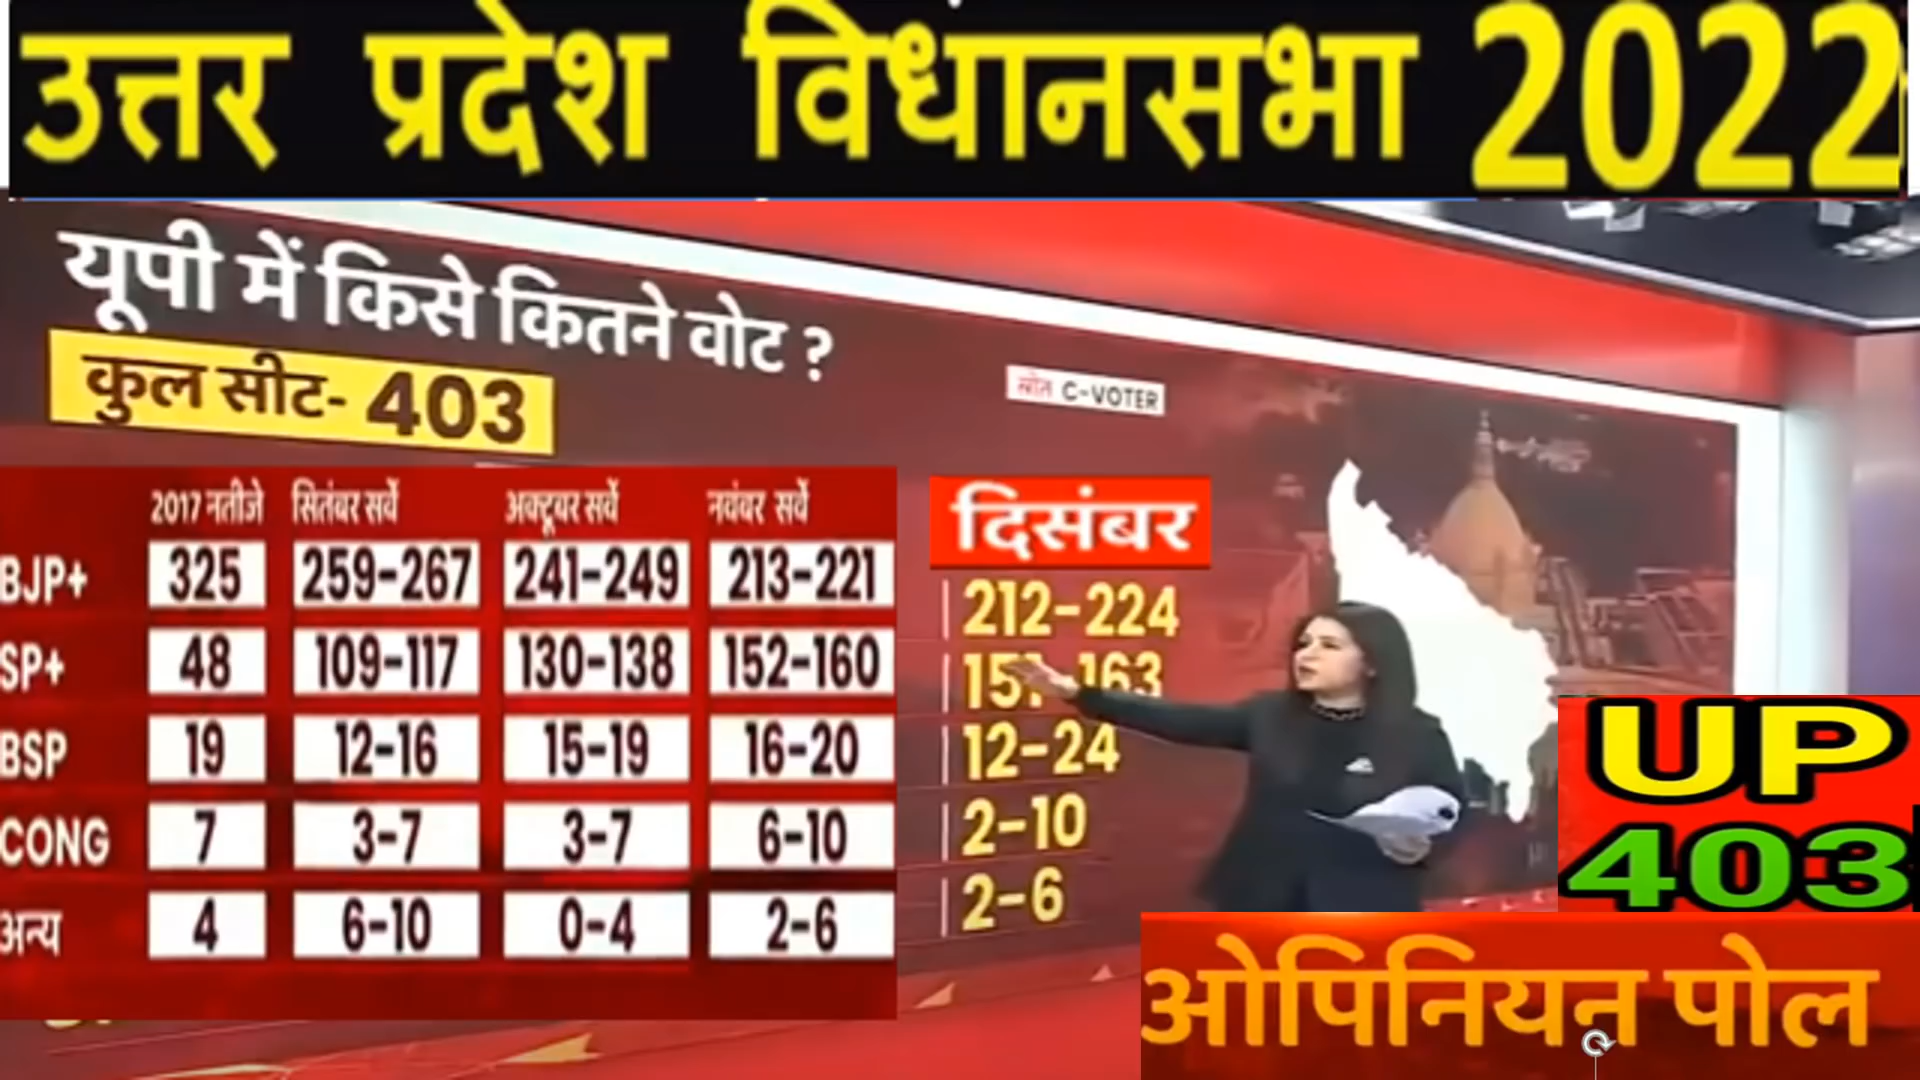 उत्तर प्रदेश विधानसभा 2022
यूपी में किसे कितने वोट ?
कुल सीट- 403
स्रोत C-VOTER
2017 नतीजे सितंबर सर्वे अक्टूबर सर्वे नवंबर सर्वे दिसंबर
BJP+ 325 259-267 241-249 213-221 212-224
SP+ 48 109-117 130-138 152-160 151-163
BSP 19 12-16 15-19 16-20 12-24
CONG 7 3-7 3-7 6-10 2-10
अन्य 4 6-10 0-4 2-6 2-6
UP
403
ओपिनियन पोल